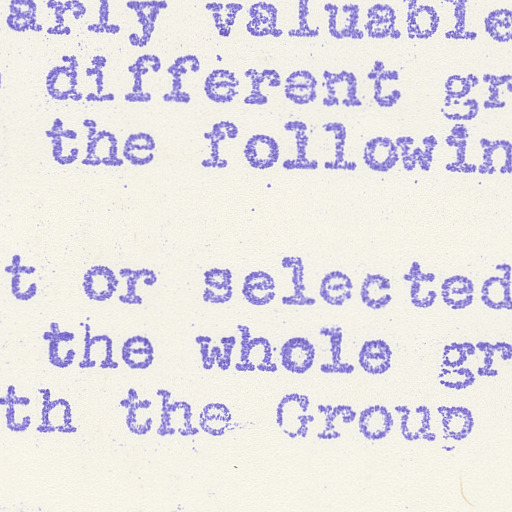 arly valuable
different gr
the followin
t or selected
the whole gr
th the Group